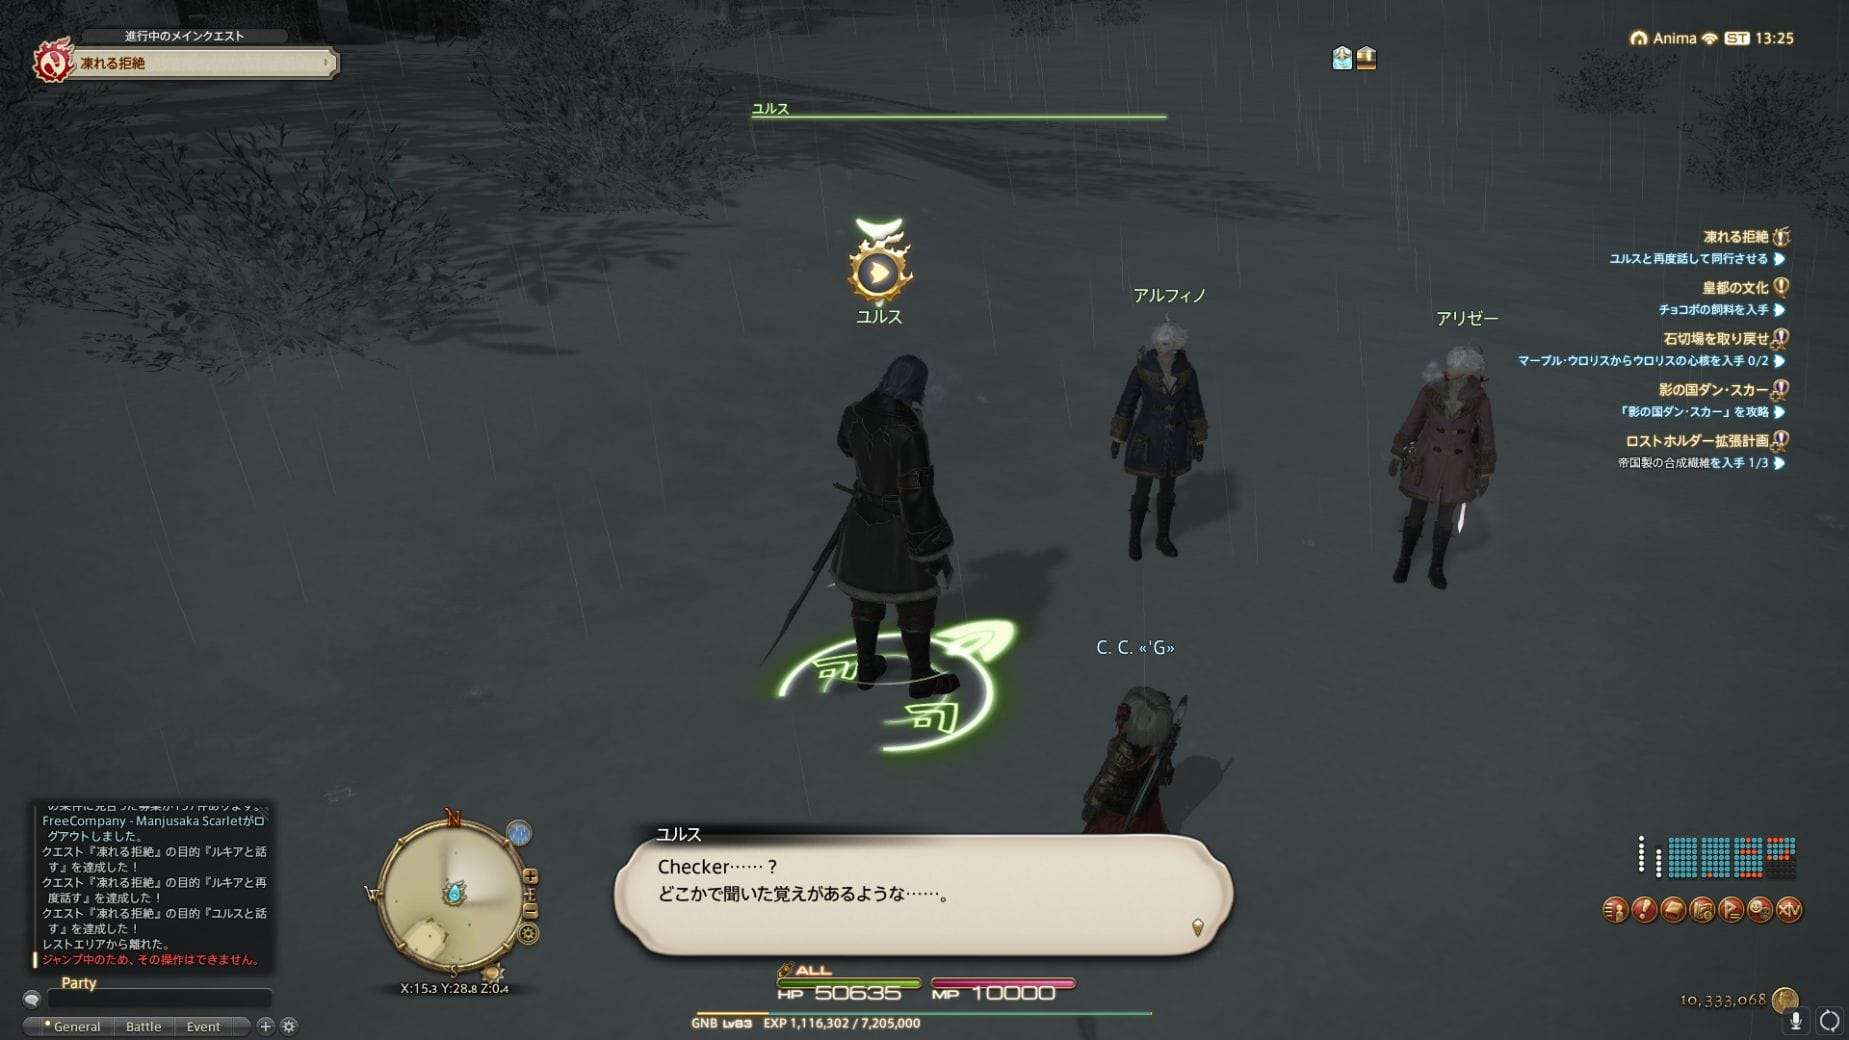 進行中のメインクエスト
凍れる拒絶
Anima ST 13:25
ユルス
ユルス
アルフィノ
アリゼー
凍れる拒絶
ユルスと再度話して同行させる
皇都の文化
チョコボの飼料を入手
石切場を取り戻せ
マーブル・ウロリスからウロリスの心核を入手 0/2
影の国ダン・スカー
『影の国ダン・スカー』を攻略
ロストホルダー拡張計画
帝国製の合成繊維を入手 1/3
司
司
C. C. «'G»
ユルス
Checker……？
どこかで聞いた覚えがあるような……。
FreeCompany - Manjusaka Scarletがロ
グアウトしました。
クエスト『凍れる拒絶』の目的『ルキアと話
す』を達成した！
クエスト『凍れる拒絶』の目的『ルキアと再
度話す』を達成した！
クエスト『凍れる拒絶』の目的『ユルスと話
す』を達成した！
レストエリアから離れた。
ジャンプ中のため、その操作はできません。
Party
General Battle Event
N
W
S
X:15.3 Y:28.8 Z:0.4
ALL
HP 50635 MP 10000
GNB Lv83 EXP 1,116,302 / 7,205,000
XIV
10,333,068